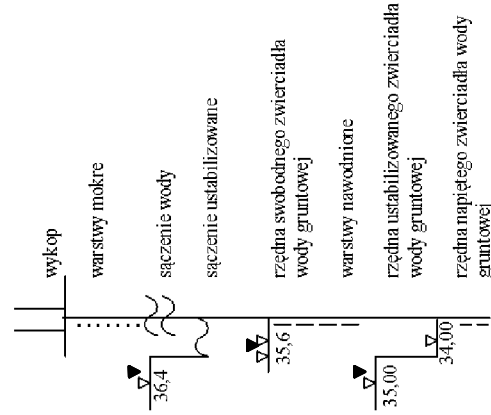 wykop
warstwy mokre
sączenie wody
sączenie ustabilizowane
36,4
rzędna swobodnego zwierciadła
wody gruntowej
35,6
warstwy nawodnione
rzędna ustabilizowanego zwierciadła
wody gruntowej
35,00
rzędna napiętego zwierciadła wody
gruntowej
34,00